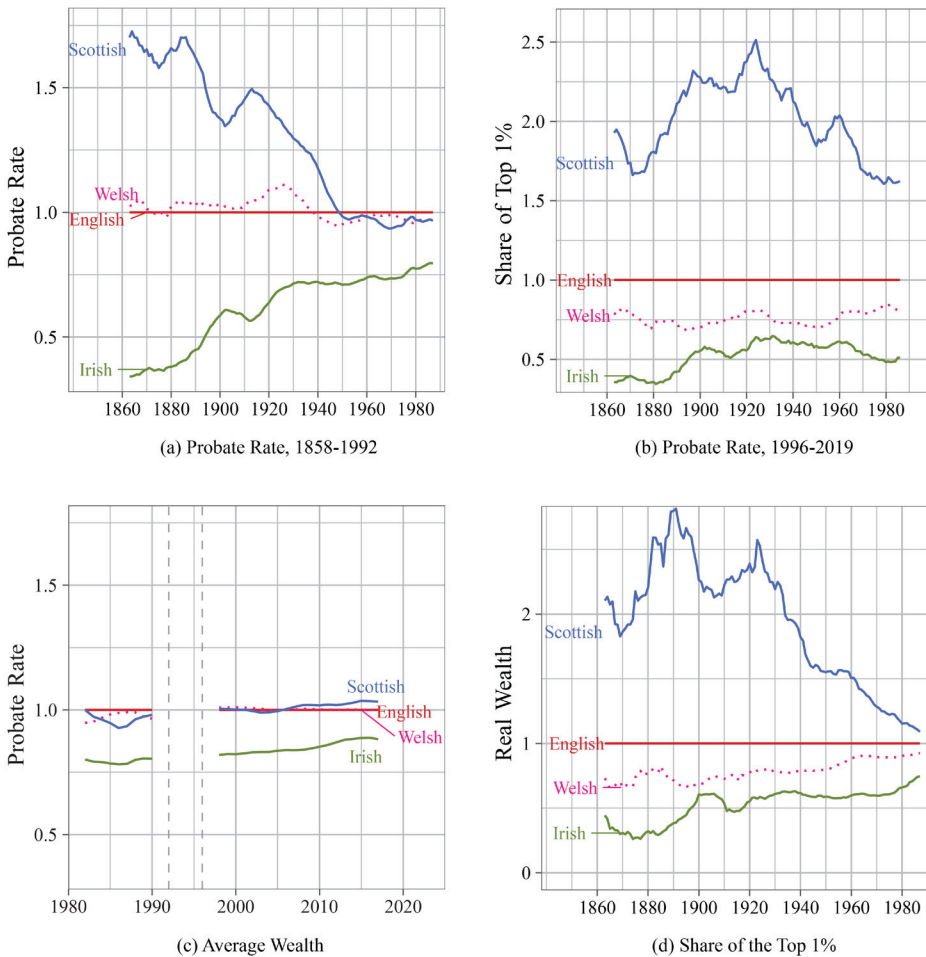 Probate Rate
1.5
1.0
0.5
Scottish
Welsh
English
Irish
1860 1880 1900 1920 1940 1960 1980
(a) Probate Rate, 1858-1992
Share of Top 1%
2.5
2.0
1.5
1.0
0.5
Scottish
English
Welsh
Irish
1860 1880 1900 1920 1940 1960 1980
(b) Probate Rate, 1996-2019
Probate Rate
1.5
1.0
0.5
Scottish
English
Welsh
Irish
1980 1990 2000 2010 2020
(c) Average Wealth
Real Wealth
2
1
0
Scottish
English
Welsh
Irish
1860 1880 1900 1920 1940 1960 1980
(d) Share of the Top 1%